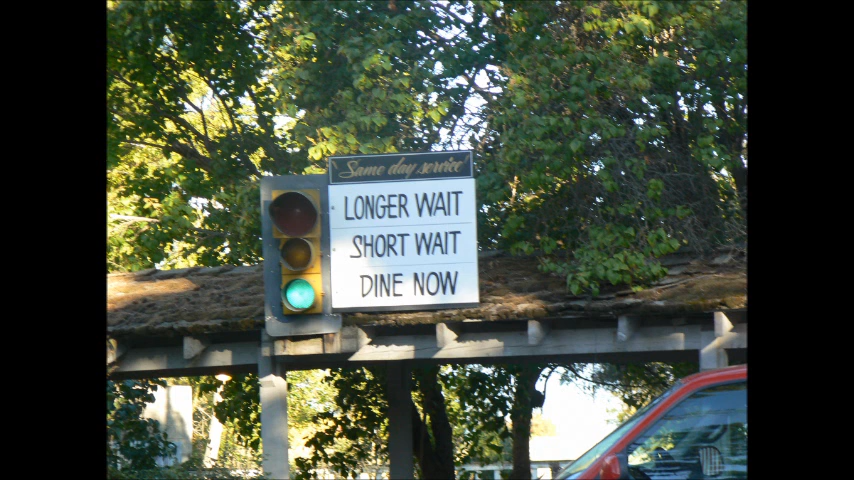 Same day service
LONGER WAIT
SHORT WAIT
DINE NOW